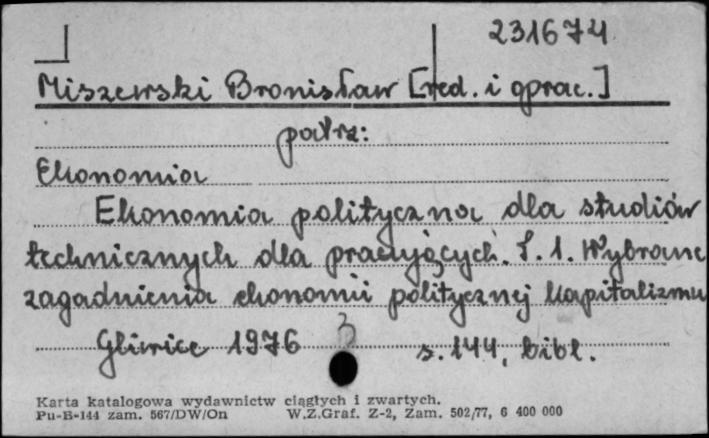 231674
Miszewski Bronisław [red. i oprac.]
patrz:
Ekonomia
Ekonomia polityczna dla studiów
technicznych dla pracujących. S. 1. Wybrane
zagadnienia ekonomii politycznej kapitalizmu
Gliwice 1976 s. 144, bibl.
Karta katalogowa wydawnictw ciągłych i zwartych.
Pu-B-144 zam. 567/DW/On W.Z.Graf. Z-2, Zam. 502/77, 6 400 000